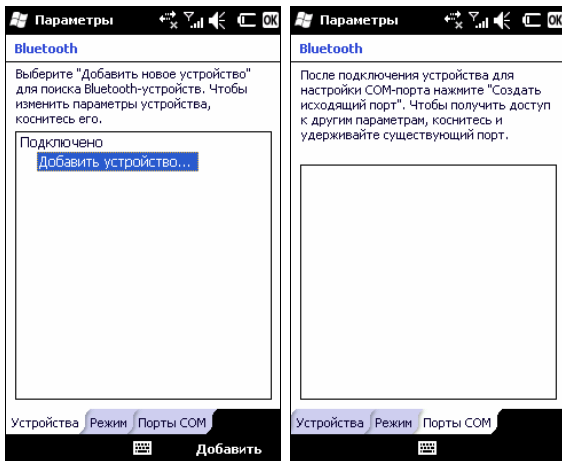 Параметры
OK
Bluetooth
Выберите "Добавить новое устройство"
для поиска Bluetooth-устройств. Чтобы
изменить параметры устройства,
коснитесь его.
Подключено
Добавить устройство...
Устройства Режим Порты COM
Добавить
Параметры
OK
Bluetooth
После подключения устройства для
настройки COM-порта нажмите "Создать
исходящий порт". Чтобы получить доступ
к другим параметрам, коснитесь и
удерживайте существующий порт.
Устройства Режим Порты COM